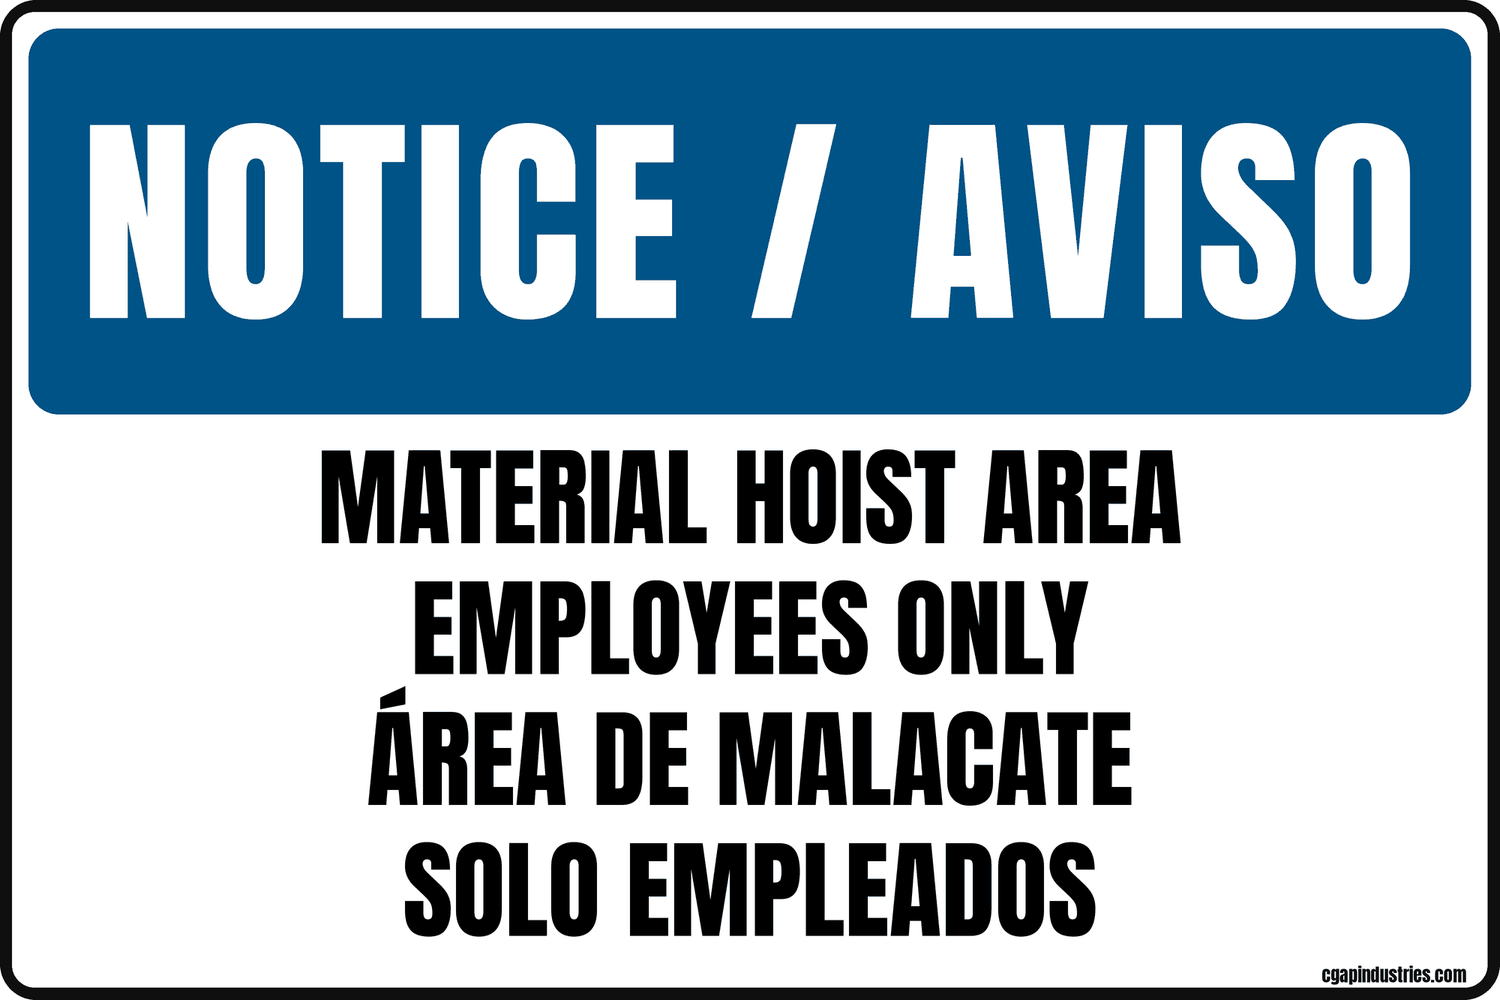 NOTICE / AVISO
MATERIAL HOIST AREA
EMPLOYEES ONLY
ÁREA DE MALACATE
SOLO EMPLEADOS
cgapindustries.com